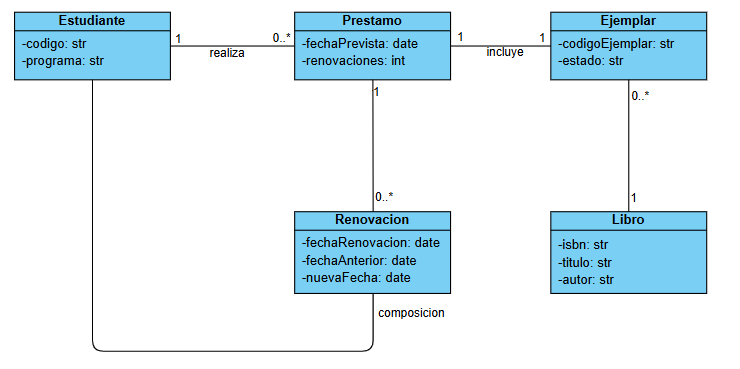 Estudiante
-codigo: str
-programa: str
1
realiza
0..*
Prestamo
-fechaPrevista: date
-renovaciones: int
1
incluye
1
Ejemplar
-codigoEjemplar: str
-estado: str
1
0..*
0..*
1
Renovacion
-fechaRenovacion: date
-fechaAnterior: date
-nuevaFecha: date
Libro
-isbn: str
-titulo: str
-autor: str
composicion